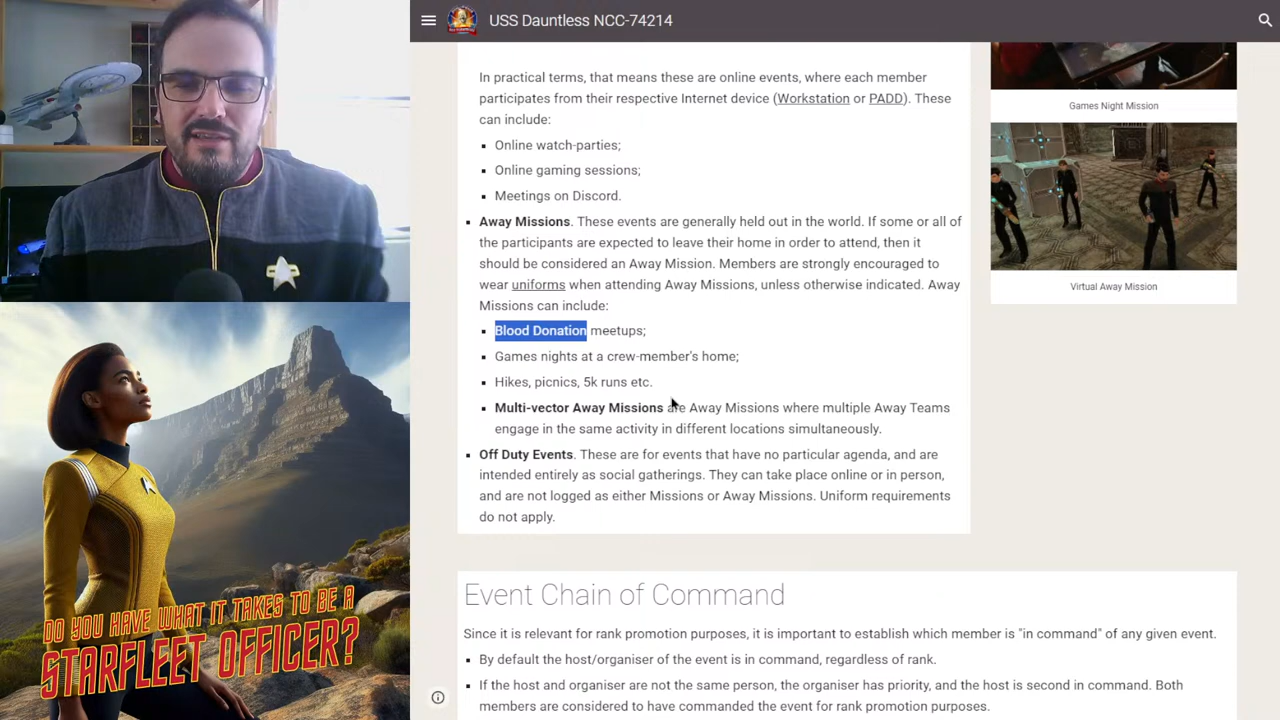 USS Dauntless NCC-74214
In practical terms, that means these are online events, where each member
participates from their respective Internet device (Workstation or PADD). These
can include:
Online watch-parties;
Online gaming sessions;
Meetings on Discord.
Away Missions. These events are generally held out in the world. If some or all of
the participants are expected to leave their home in order to attend, then it
should be considered an Away Mission. Members are strongly encouraged to
wear uniforms when attending Away Missions, unless otherwise indicated. Away
Missions can include:
Blood Donation meetups;
Games nights at a crew-member's home;
Hikes, picnics, 5k runs etc.
Multi-vector Away Missions are Away Missions where multiple Away Teams
engage in the same activity in different locations simultaneously.
Off Duty Events. These are for events that have no particular agenda, and are
intended entirely as social gatherings. They can take place online or in person,
and are not logged as either Missions or Away Missions. Uniform requirements
do not apply.
Games Night Mission
Virtual Away Mission
Event Chain of Command
Since it is relevant for rank promotion purposes, it is important to establish which member is "in command" of any given event.
By default the host/organiser of the event is in command, regardless of rank.
If the host and organiser are not the same person, the organiser has priority, and the host is second in command. Both
members are considered to have commanded the event for rank promotion purposes.
DO YOU HAVE WHAT IT TAKES TO BE A
STARFLEET OFFICER?